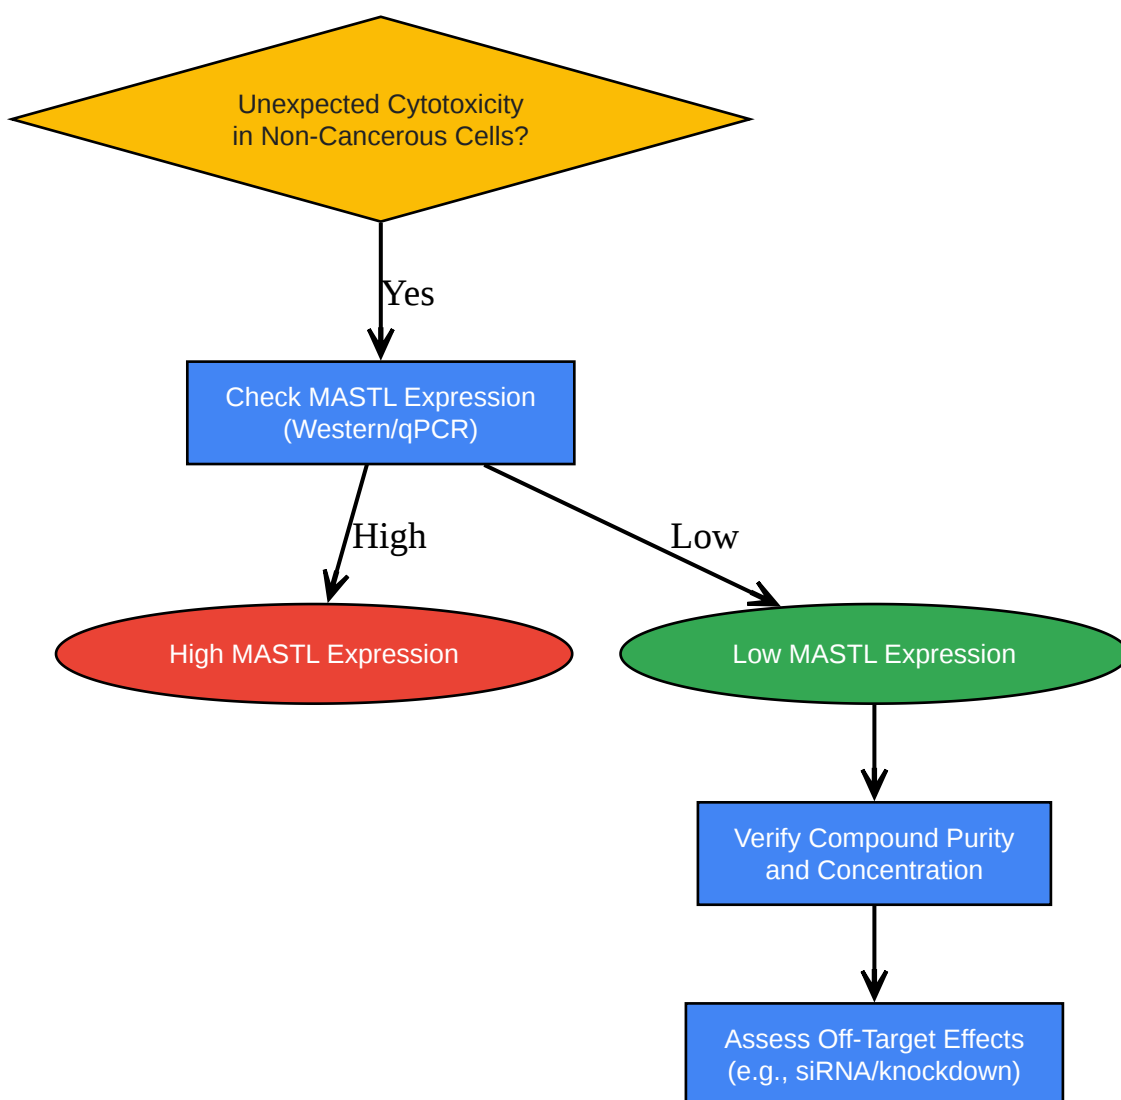 Unexpected Cytotoxicity
in Non-Cancerous Cells?
Yes
Check MASTL Expression
(Western/qPCR)
High
Low
High MASTL Expression
Low MASTL Expression
Verify Compound Purity
and Concentration
Assess Off-Target Effects
(e.g., siRNA/knockdown)